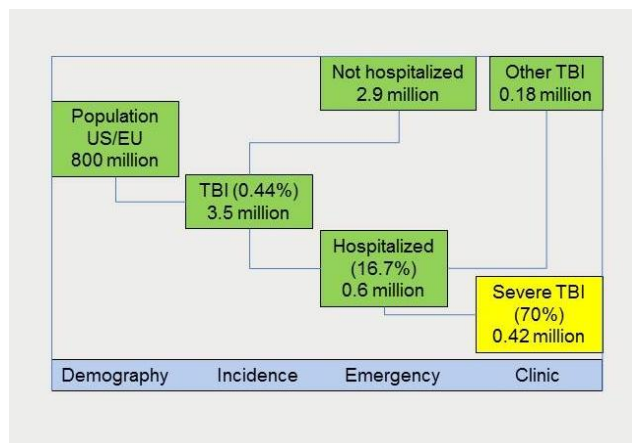 Not hospitalized
2.9 million
Other TBI
0.18 million
Population
US/EU
800 million
TBI (0.44%)
3.5 million
Hospitalized
(16.7%)
0.6 million
Severe TBI
(70%)
0.42 million
Demography
Incidence
Emergency
Clinic